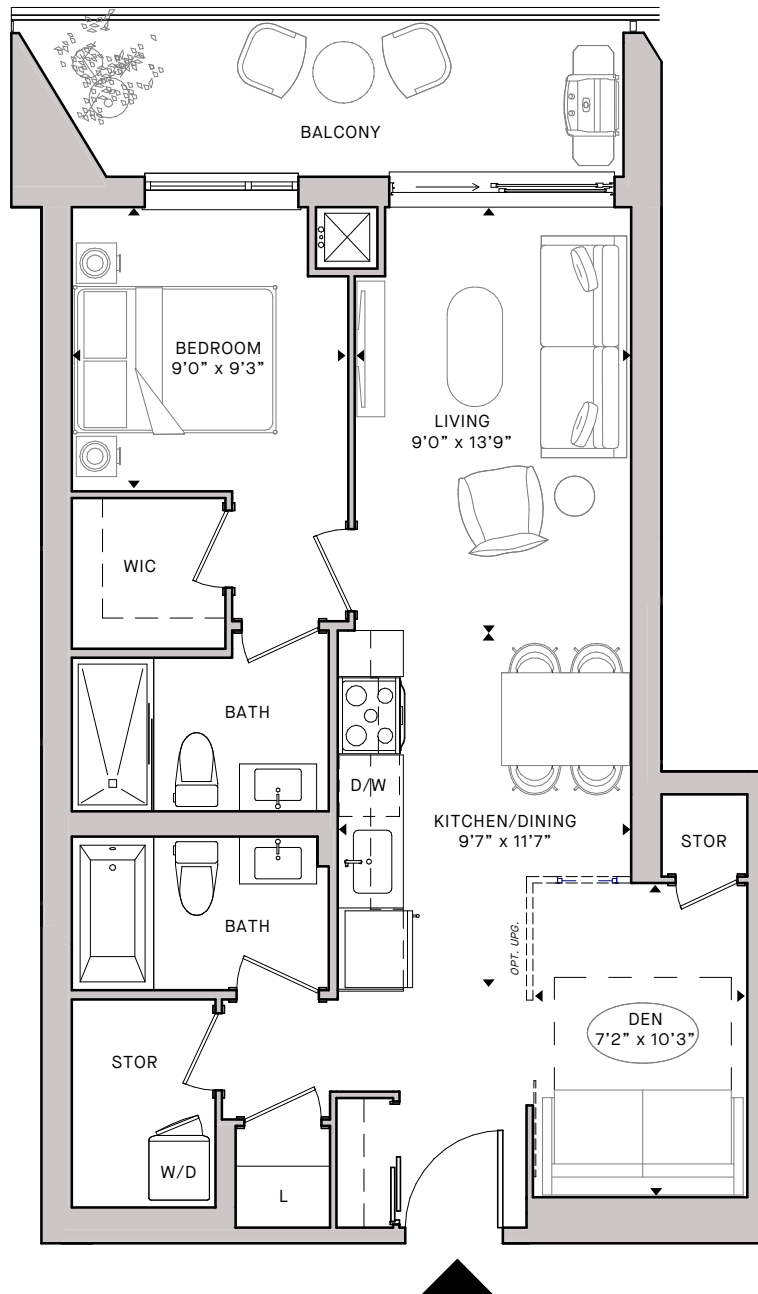 BALCONY
BEDROOM
9'0" x 9'3"
LIVING
9'0" x 13'9"
WIC
BATH
D/W
KITCHEN/DINING
9'7" x 11'7"
STOR
BATH
OPT. UPG.
DEN
7'2" x 10'3"
STOR
W/D
L